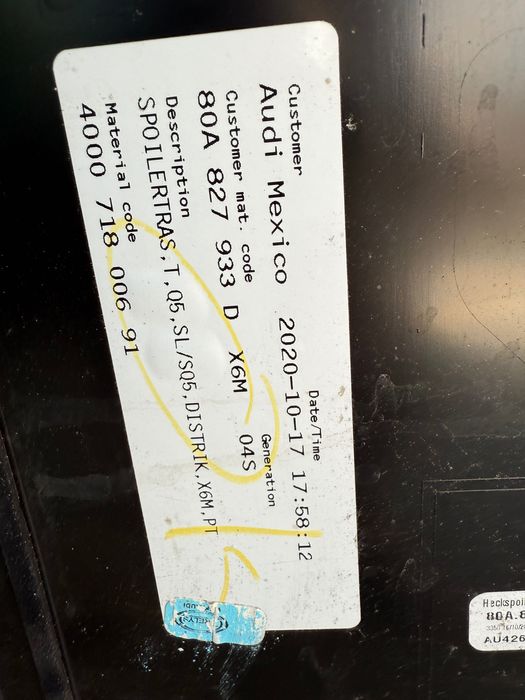 Customer
Audi Mexico
Date/Time
2020-10-17 17:58:12
Customer mat. code
80A 827 933 D X6M
Generation
04S
Description
SPOILERTRAS,T,Q5,SL/SQ5,DISTRIK,X6M,PT
Material code
4000 718 006 91
Heckspoil
80A.8
AU426